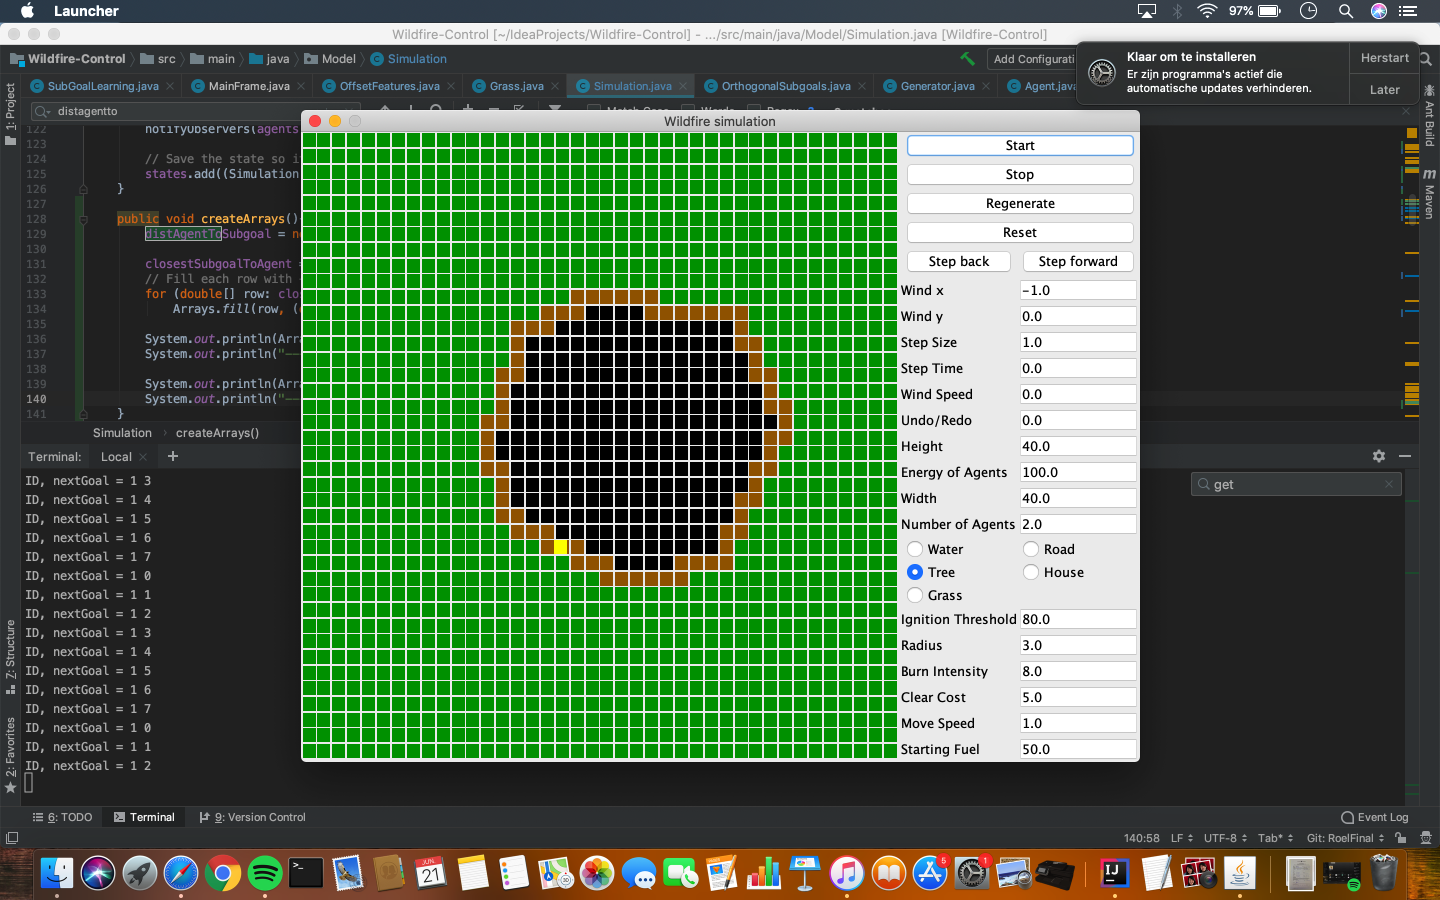 Launcher
97%
Wildfire-Control [~/IdeaProjects/Wildfire-Control] - .../src/main/java/Model/Simulation.java [Wildfire-Control]
Wildfire-Control
src
main
java
Model
Simulation
Add Configurati
Klaar om te installeren
Er zijn programma's actief die
automatische updates verhinderen.
Herstart
Later
SubGoalLearning.java
MainFrame.java
OffsetFeatures.java
Grass.java
Simulation.java
OrthogonalSubgoals.java
Generator.java
Agent.java
distagentto
1: Project
Ant Build
Maven
122 notifyObservers(agents
123
124 // Save the state so i
125 states.add((Simulation
126 }
127
128 public void createArrays()
129 distAgentToSubgoal = n
130
131 closestSubgoalToAgent =
132 // Fill each row with
133 for (double[] row: clo
134 Arrays.fill(row, (
135
136 System.out.println(Arr
137 System.out.println("--
138
139 System.out.println(Arr
140 System.out.println("--
141 }
Simulation
createArrays()
Terminal:
Local
get
ID, nextGoal = 1 3
ID, nextGoal = 1 4
ID, nextGoal = 1 5
ID, nextGoal = 1 6
ID, nextGoal = 1 7
ID, nextGoal = 1 0
ID, nextGoal = 1 1
ID, nextGoal = 1 2
ID, nextGoal = 1 3
ID, nextGoal = 1 4
ID, nextGoal = 1 5
ID, nextGoal = 1 6
ID, nextGoal = 1 7
ID, nextGoal = 1 0
ID, nextGoal = 1 1
ID, nextGoal = 1 2
Z: Structure
2: Favorites
Wildfire simulation
Start
Stop
Regenerate
Reset
Step back
Step forward
Wind x -1.0
Wind y 0.0
Step Size 1.0
Step Time 0.0
Wind Speed 0.0
Undo/Redo 0.0
Height 40.0
Energy of Agents 100.0
Width 40.0
Number of Agents 2.0
Water
Road
Tree
House
Grass
Ignition Threshold 80.0
Radius 3.0
Burn Intensity 8.0
Clear Cost 5.0
Move Speed 1.0
Starting Fuel 50.0
6: TODO
Terminal
9: Version Control
Event Log
140:58
LF
UTF-8
Tab*
Git: RoelFinal
JUN
21
5
1
IJ